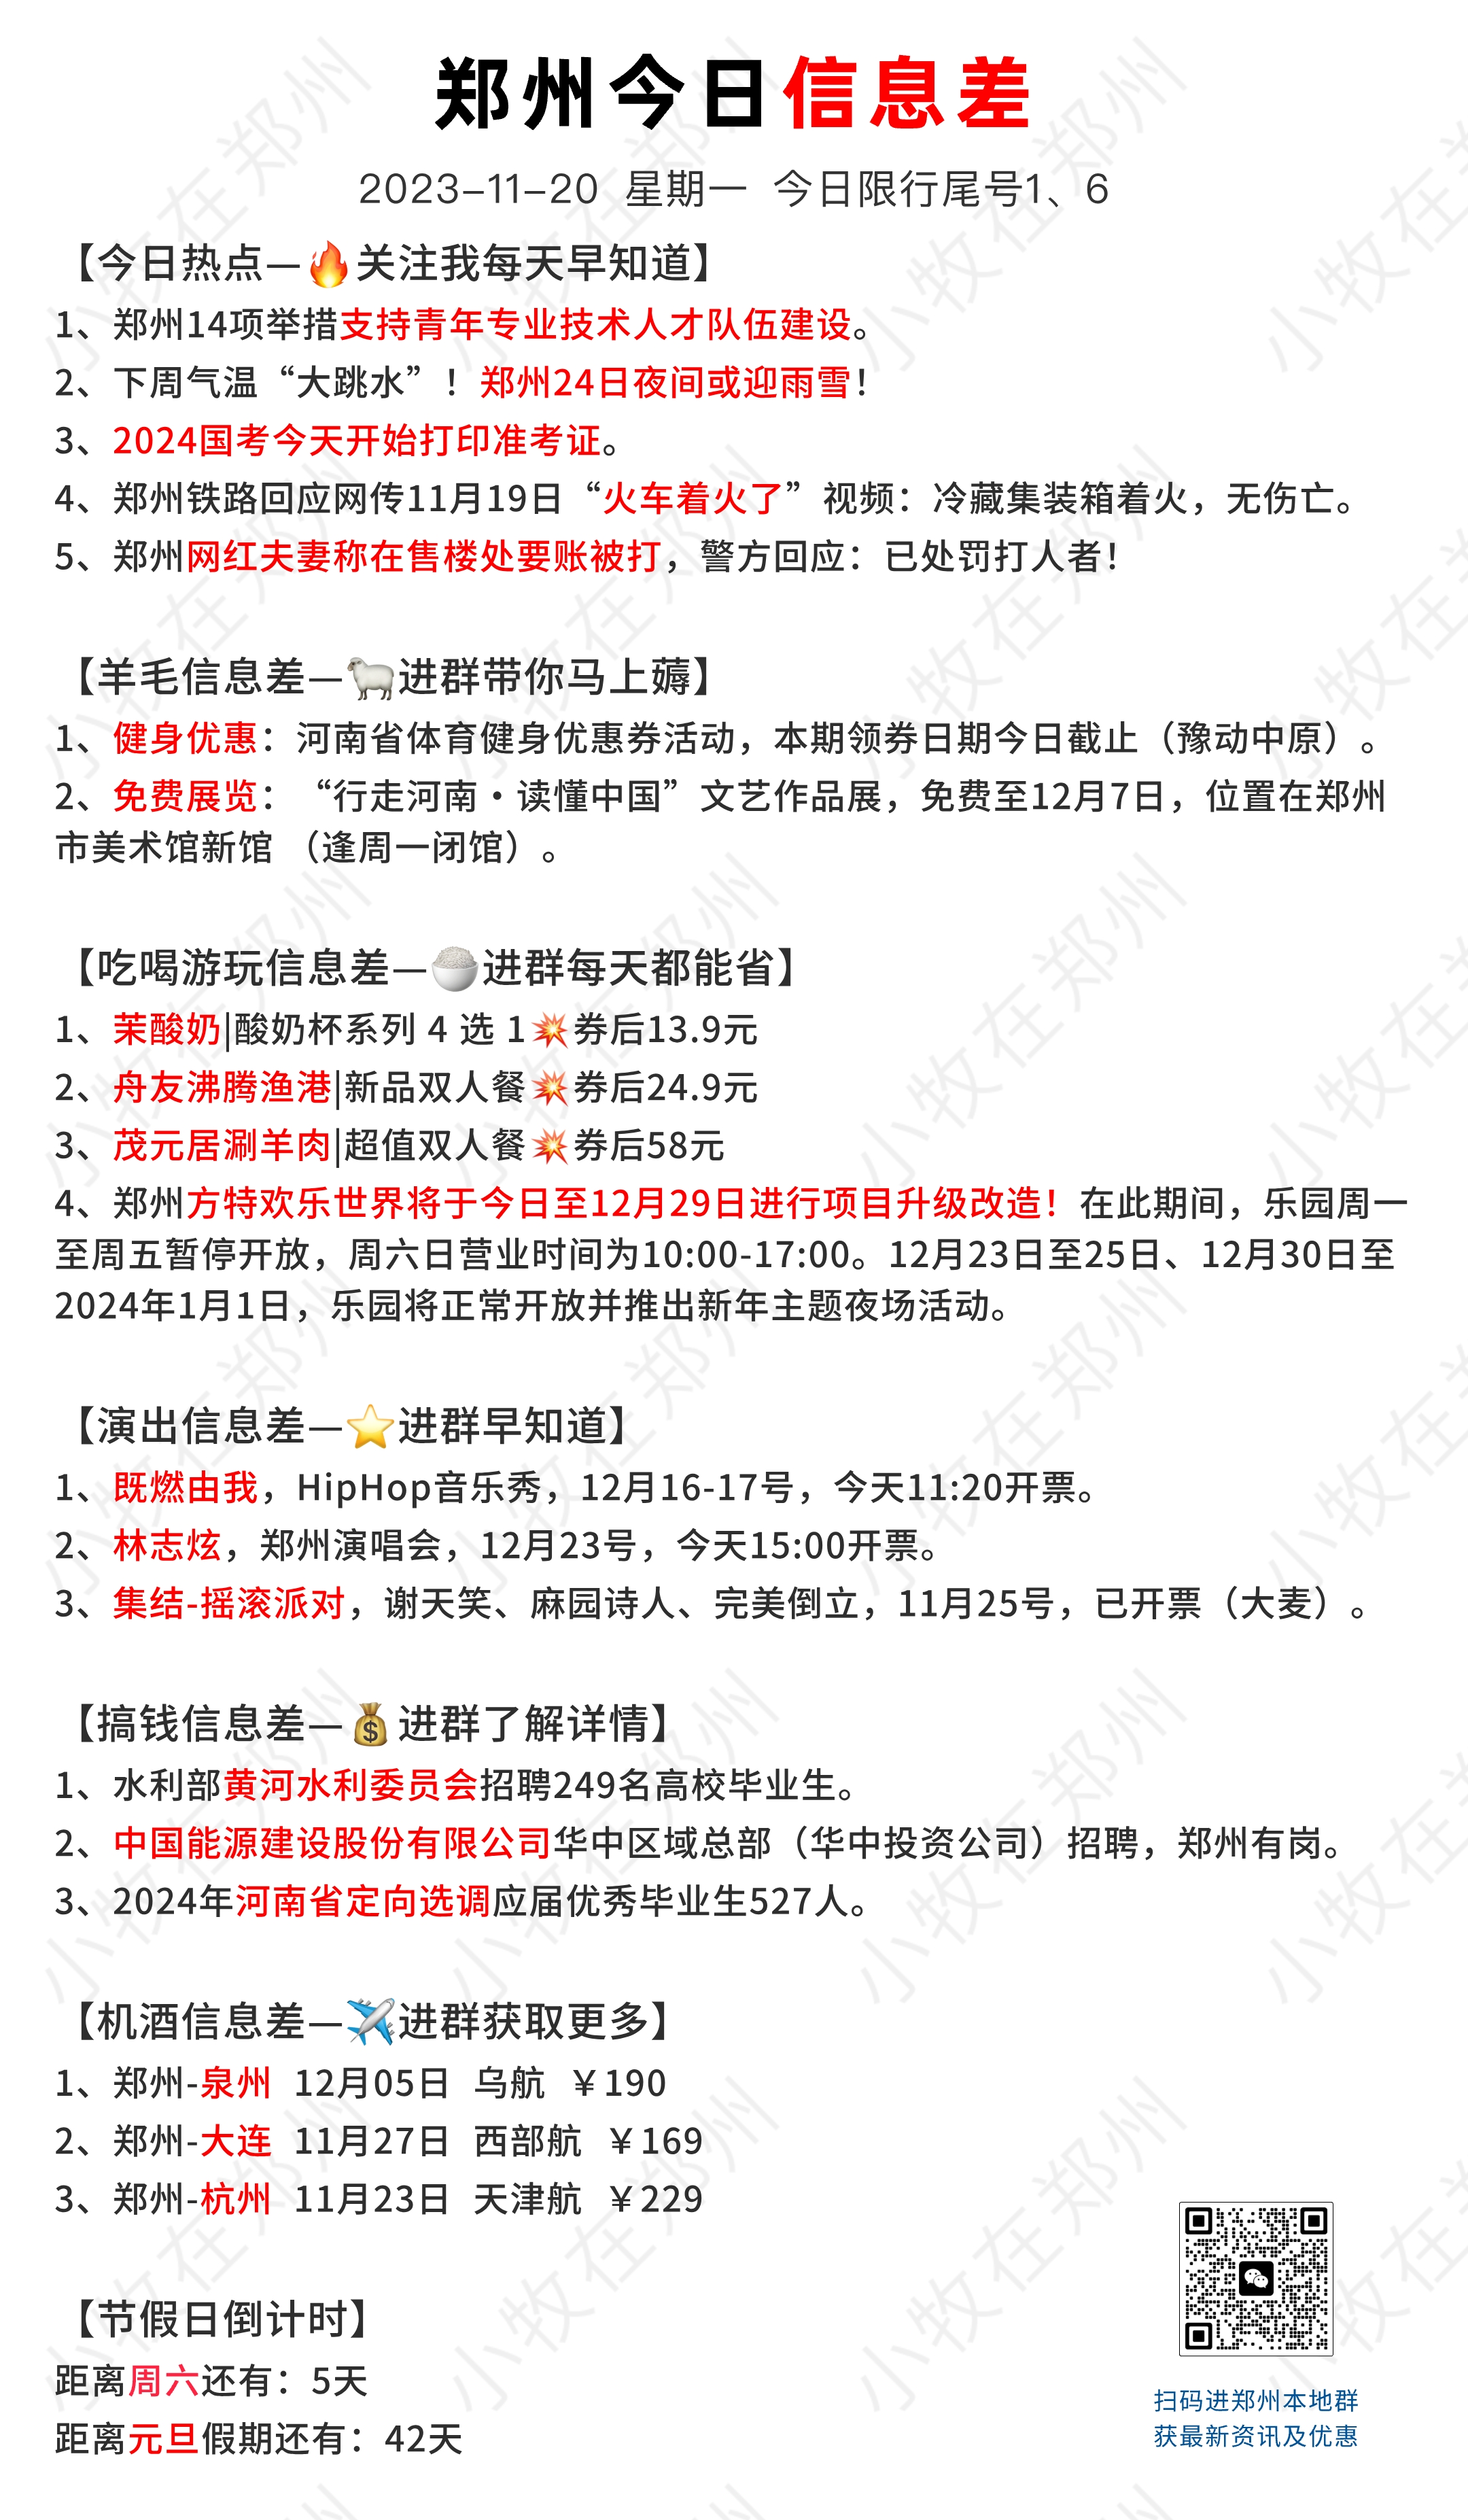 郑州今日信息差
2023-11-20 星期一 今日限行尾号1、6
【今日热点—🔥关注我每天早知道】
1、郑州14项举措支持青年专业技术人才队伍建设。
2、下周气温“大跳水”！郑州24日夜间或迎雨雪！
3、2024国考今天开始打印准考证。
4、郑州铁路回应网传11月19日“火车着火了”视频：冷藏集装箱着火，无伤亡。
5、郑州网红夫妻称在售楼处要账被打，警方回应：已处罚打人者！
【羊毛信息差—🐑进群带你马上薅】
1、健身优惠：河南省体育健身优惠券活动，本期领券日期今日截止（豫动中原）。
2、免费展览：“行走河南·读懂中国”文艺作品展，免费至12月7日，位置在郑州
市美术馆新馆 （逢周一闭馆）。
【吃喝游玩信息差—🍚进群每天都能省】
1、茉酸奶|酸奶杯系列 4 选 1💥券后13.9元
2、舟友沸腾渔港|新品双人餐💥券后24.9元
3、茂元居涮羊肉|超值双人餐💥券后58元
4、郑州方特欢乐世界将于今日至12月29日进行项目升级改造！在此期间，乐园周一
至周五暂停开放，周六日营业时间为10:00-17:00。12月23日至25日、12月30日至
2024年1月1日，乐园将正常开放并推出新年主题夜场活动。
【演出信息差—⭐进群早知道】
1、既燃由我，HipHop音乐秀，12月16-17号，今天11:20开票。
2、林志炫，郑州演唱会，12月23号，今天15:00开票。
3、集结-摇滚派对，谢天笑、麻园诗人、完美倒立，11月25号，已开票（大麦）。
【搞钱信息差—💰进群了解详情】
1、水利部黄河水利委员会招聘249名高校毕业生。
2、中国能源建设股份有限公司华中区域总部（华中投资公司）招聘，郑州有岗。
3、2024年河南省定向选调应届优秀毕业生527人。
【机酒信息差—✈️进群获取更多】
1、郑州-泉州 12月05日 乌航 ￥190
2、郑州-大连 11月27日 西部航 ￥169
3、郑州-杭州 11月23日 天津航 ￥229
【节假日倒计时】
距离周六还有：5天
距离元旦假期还有：42天
扫码进郑州本地群
获最新资讯及优惠
小牧在郑州